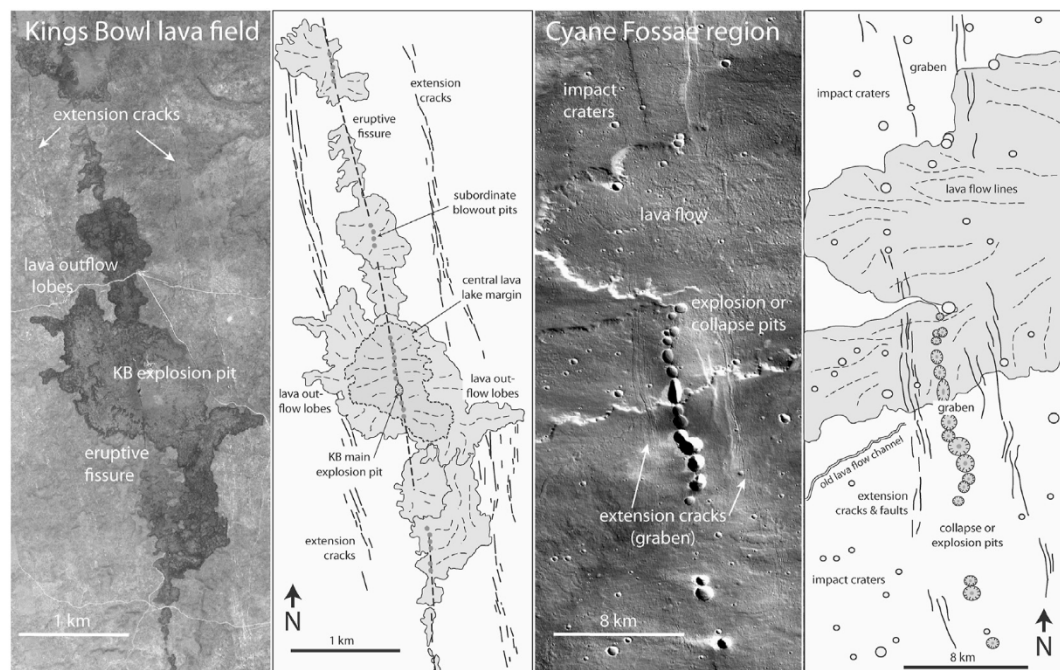 Kings Bowl lava field
extension cracks
lava outflow
lobes
KB explosion pit
eruptive
fissure
1 km
extension
cracks
eruptive
fissure
subordinate
blowout pits
central lava
lake margin
lava out-
flow lobes
lava out-
flow lobes
KB main
explosion pit
extension
cracks
N
1 km
Cyane Fossae region
impact
craters
lava flow
explosion or
collapse pits
extension cracks
(graben)
8 km
graben
impact craters
lava flow lines
graben
old lava flow channel
extension
cracks & faults
collapse or
explosion pits
impact craters
N
8 km